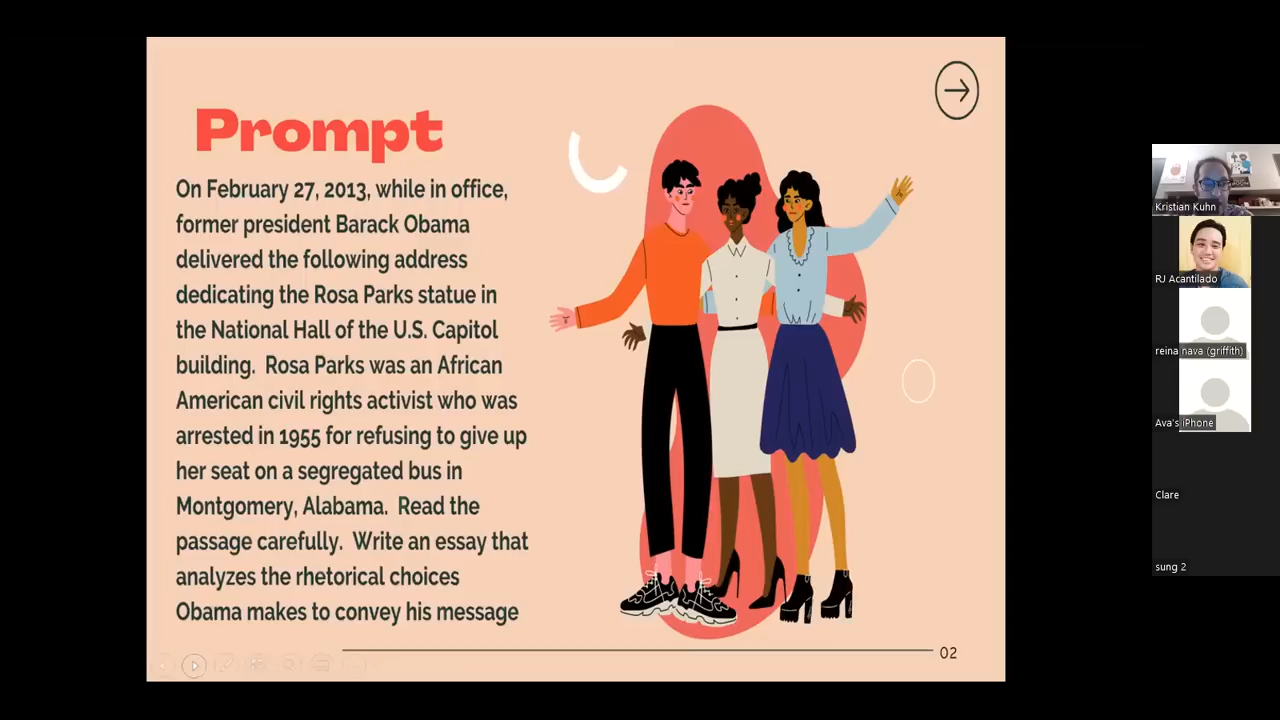 Prompt
On February 27, 2013, while in office,
former president Barack Obama
delivered the following address
dedicating the Rosa Parks statue in
the National Hall of the U.S. Capitol
building.  Rosa Parks was an African
American civil rights activist who was
arrested in 1955 for refusing to give up
her seat on a segregated bus in
Montgomery, Alabama.  Read the
passage carefully.  Write an essay that
analyzes the rhetorical choices
Obama makes to convey his message
02
Kristian Kuhn
RJ Acantilado
reina nava (griffith)
Ava's iPhone
Clare
sung 2